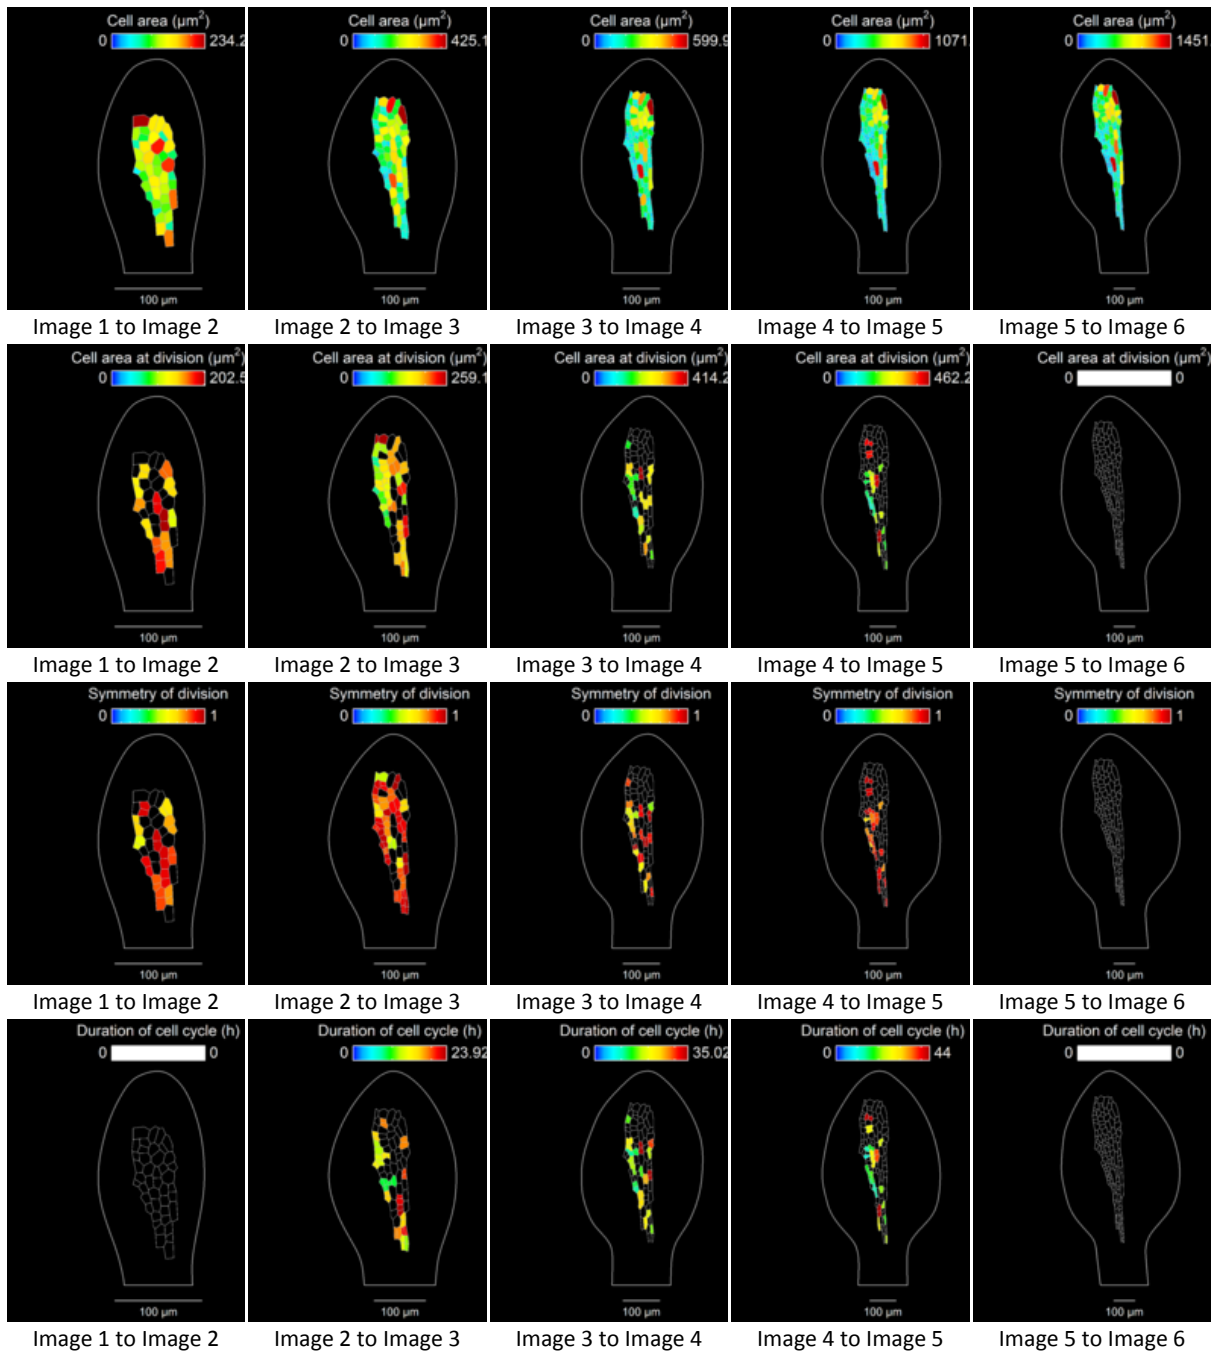 Cell area (µm²) Cell area (µm²) Cell area (µm²) Cell area (µm²) Cell area (µm²)
0 234.2 0 425.1 0 599.9 0 1071. 0 1451.
100 µm 100 µm 100 µm 100 µm 100 µm
Image 1 to Image 2 Image 2 to Image 3 Image 3 to Image 4 Image 4 to Image 5 Image 5 to Image 6
Cell area at division (µm²) Cell area at division (µm²) Cell area at division (µm²) Cell area at division (µm²) Cell area at division (µm²)
0 202.5 0 259.1 0 414.2 0 462.2 0 0
100 µm 100 µm 100 µm 100 µm 100 µm
Image 1 to Image 2 Image 2 to Image 3 Image 3 to Image 4 Image 4 to Image 5 Image 5 to Image 6
Symmetry of division Symmetry of division Symmetry of division Symmetry of division Symmetry of division
0 1 0 1 0 1 0 1 0 1
100 µm 100 µm 100 µm 100 µm 100 µm
Image 1 to Image 2 Image 2 to Image 3 Image 3 to Image 4 Image 4 to Image 5 Image 5 to Image 6
Duration of cell cycle (h) Duration of cell cycle (h) Duration of cell cycle (h) Duration of cell cycle (h) Duration of cell cycle (h)
0 0 0 23.92 0 35.02 0 44 0 0
100 µm 100 µm 100 µm 100 µm 100 µm
Image 1 to Image 2 Image 2 to Image 3 Image 3 to Image 4 Image 4 to Image 5 Image 5 to Image 6